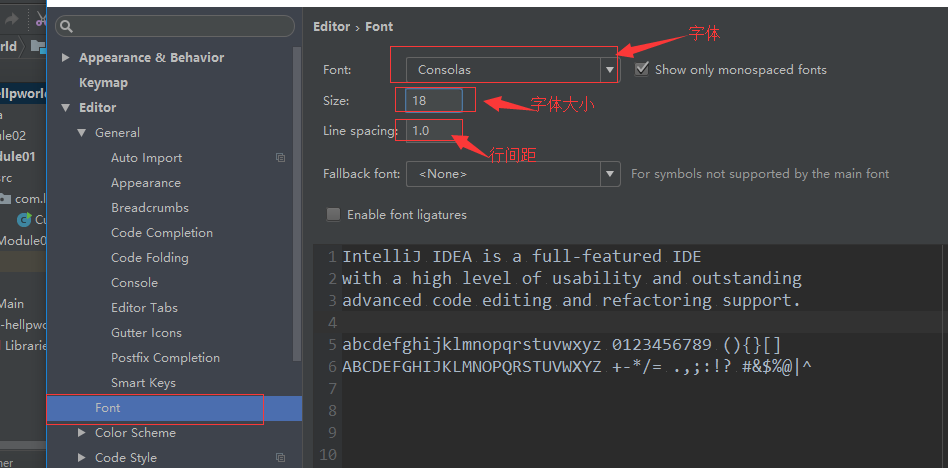 Editor › Font
Appearance & Behavior
Keymap
Editor
General
Auto Import
Appearance
Breadcrumbs
Code Completion
Code Folding
Console
Editor Tabs
Gutter Icons
Postfix Completion
Smart Keys
Font
Color Scheme
Code Style
字体
Font: Consolas Show only monospaced fonts
Size: 18 字体大小
Line spacing: 1.0
行间距
Fallback font: <None> For symbols not supported by the main font
Enable font ligatures
1 IntelliJ IDEA is a full-featured IDE
2 with a high level of usability and outstanding
3 advanced code editing and refactoring support.
4
5 abcdefghijklmnopqrstuvwxyz 0123456789 (){}[]
6 ABCDEFGHIJKLMNOPQRSTUVWXYZ +-*/= .,;:!? #&$%@|^
7
8
9
10
rld
hellpworld
a
ule02
dule01
src
com.l
Cu
Module0
Main
-hellpwo
Librarie
ner